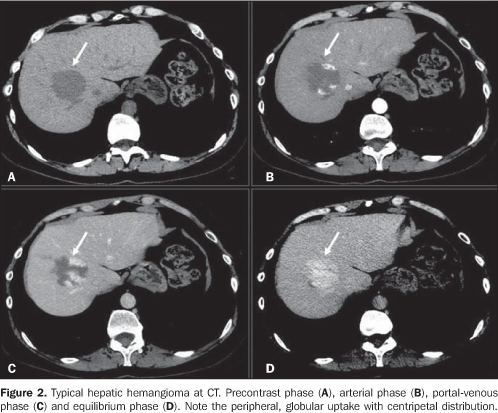 A
B
C
D
Figure 2. Typical hepatic hemangioma at CT. Precontrast phase (A), arterial phase (B), portal-venous
phase (C) and equilibrium phase (D). Note the peripheral, globular uptake with centripetal distribution.